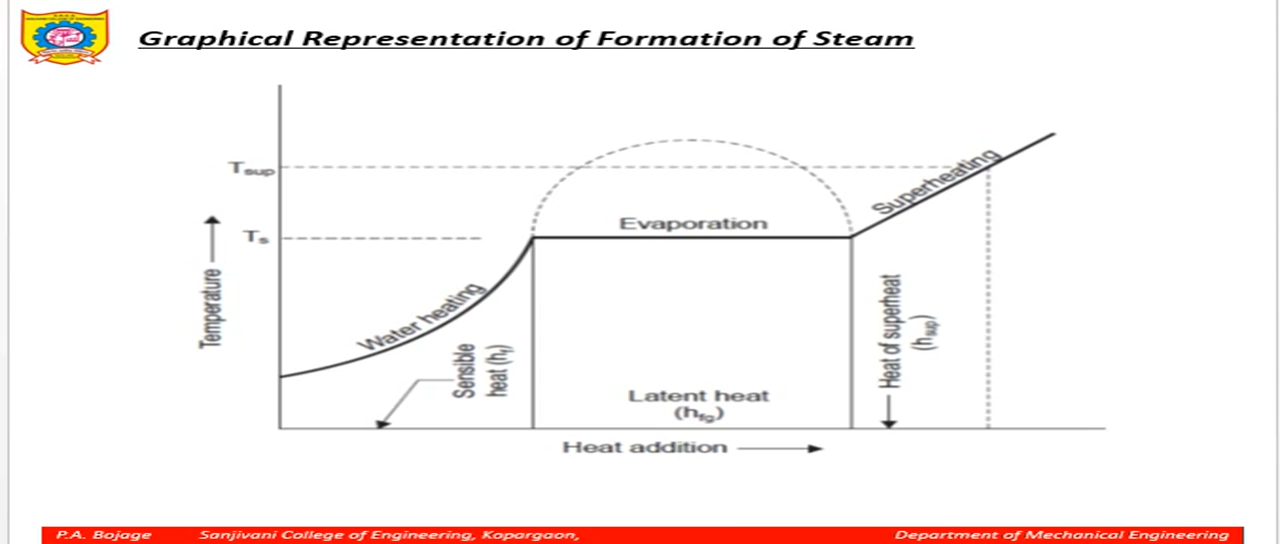 Graphical Representation of Formation of Steam
Tsup
Ts
Temperature
Water heating
Evaporation
Superheating
Sensible
heat (hf)
Latent heat
(hfg)
Heat of superheat
(hsup)
Heat addition
P.A. Bojage Sanjivani College of Engineering, Kopargaon, Department of Mechanical Engineering